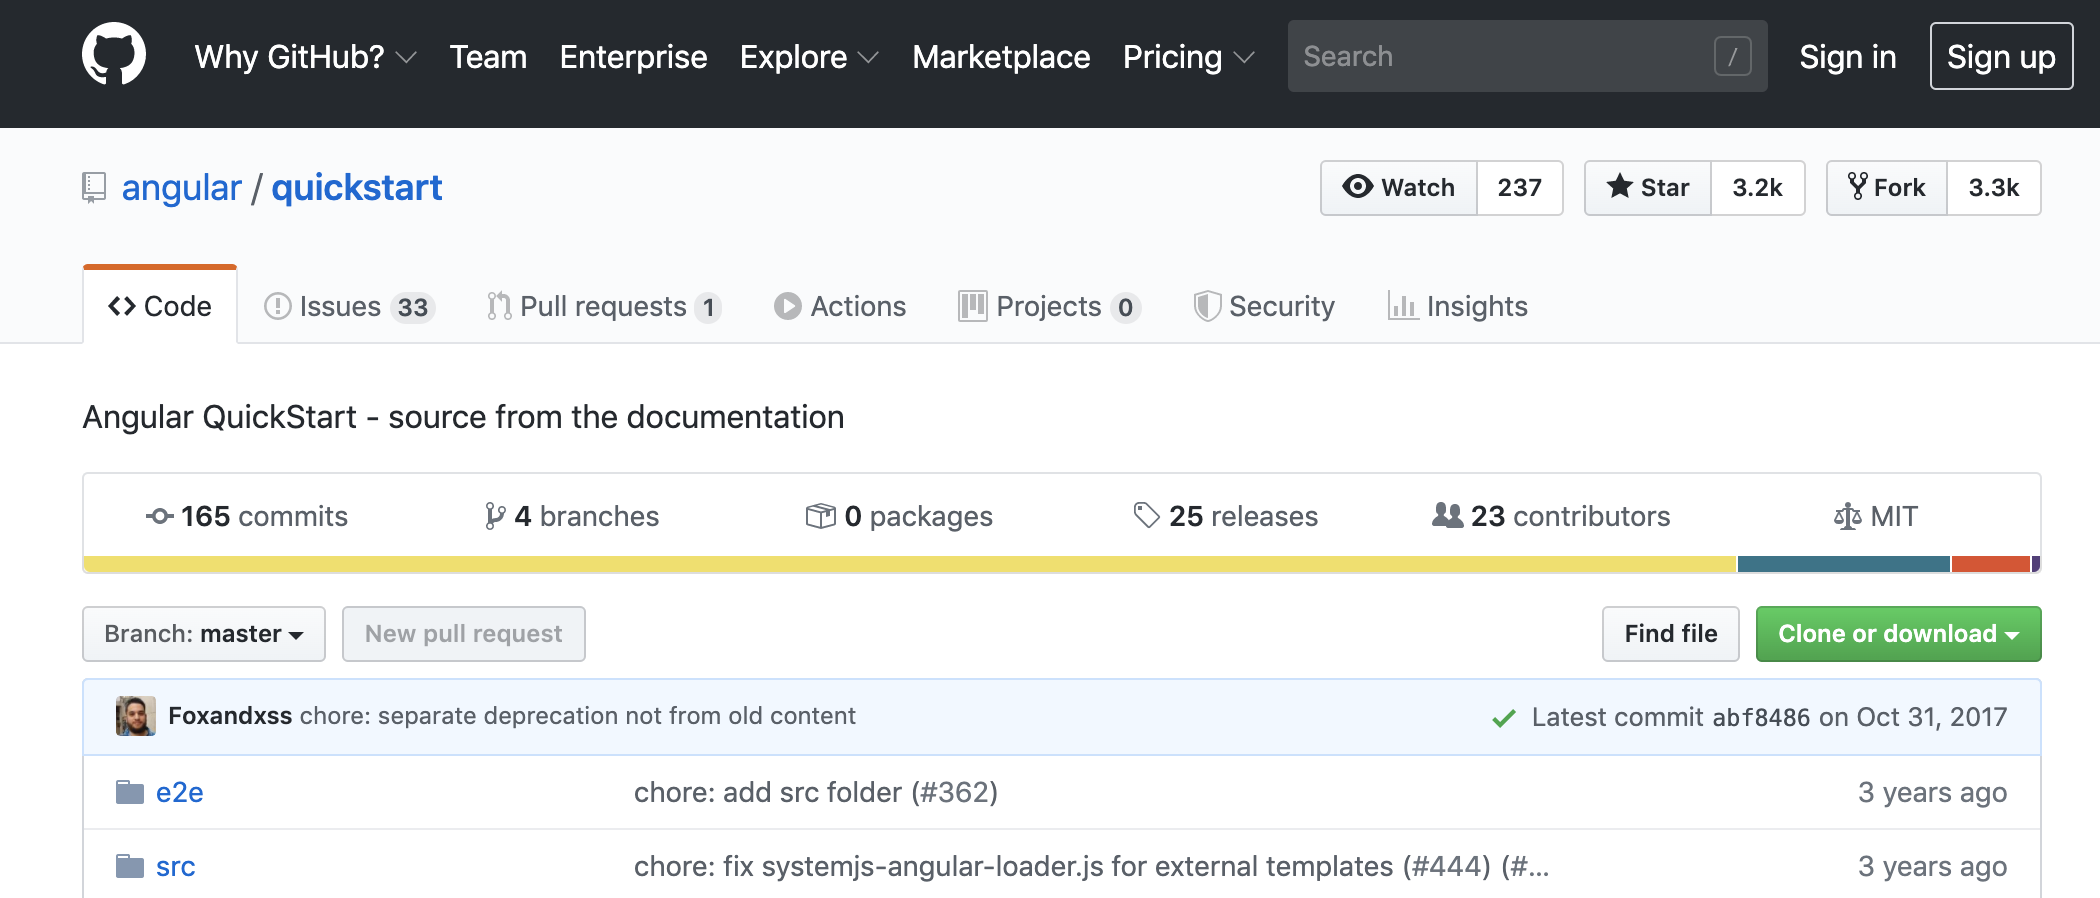 Why GitHub? Team Enterprise Explore Marketplace Pricing Search / Sign in Sign up
angular / quickstart Watch 237 Star 3.2k Fork 3.3k
Code Issues 33 Pull requests 1 Actions Projects 0 Security Insights
Angular QuickStart - source from the documentation
165 commits 4 branches 0 packages 25 releases 23 contributors MIT
Branch: master New pull request Find file Clone or download
Foxandxss chore: separate deprecation not from old content Latest commit abf8486 on Oct 31, 2017
e2e chore: add src folder (#362) 3 years ago
src chore: fix systemjs-angular-loader.js for external templates (#444) (#... 3 years ago